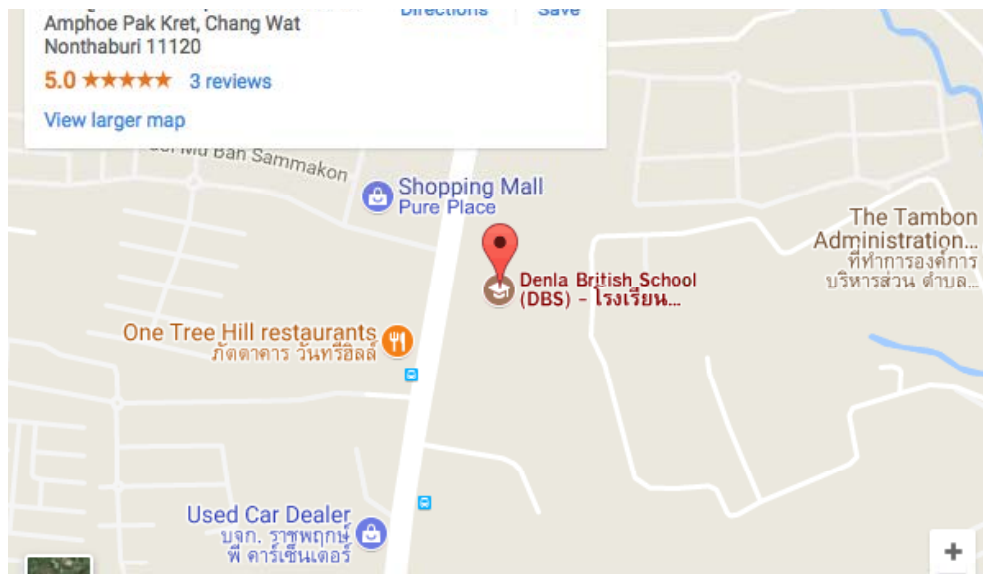 Directions
Save
Amphoe Pak Kret, Chang Wat
Nonthaburi 11120
5.0 ★★★★★ 3 reviews
View larger map
Mu Ban Sammakon
Shopping Mall
Pure Place
The Tambon
Administration...
ที่ทำการองค์การ
บริหารส่วน ตำบล...
Denla British School
(DBS) - โรงเรียน...
One Tree Hill restaurants
ภัตตาคาร วันทรีฮิลล์
Used Car Dealer
บจก. ราชพฤกษ์
พี คาร์เซ็นเตอร์
+